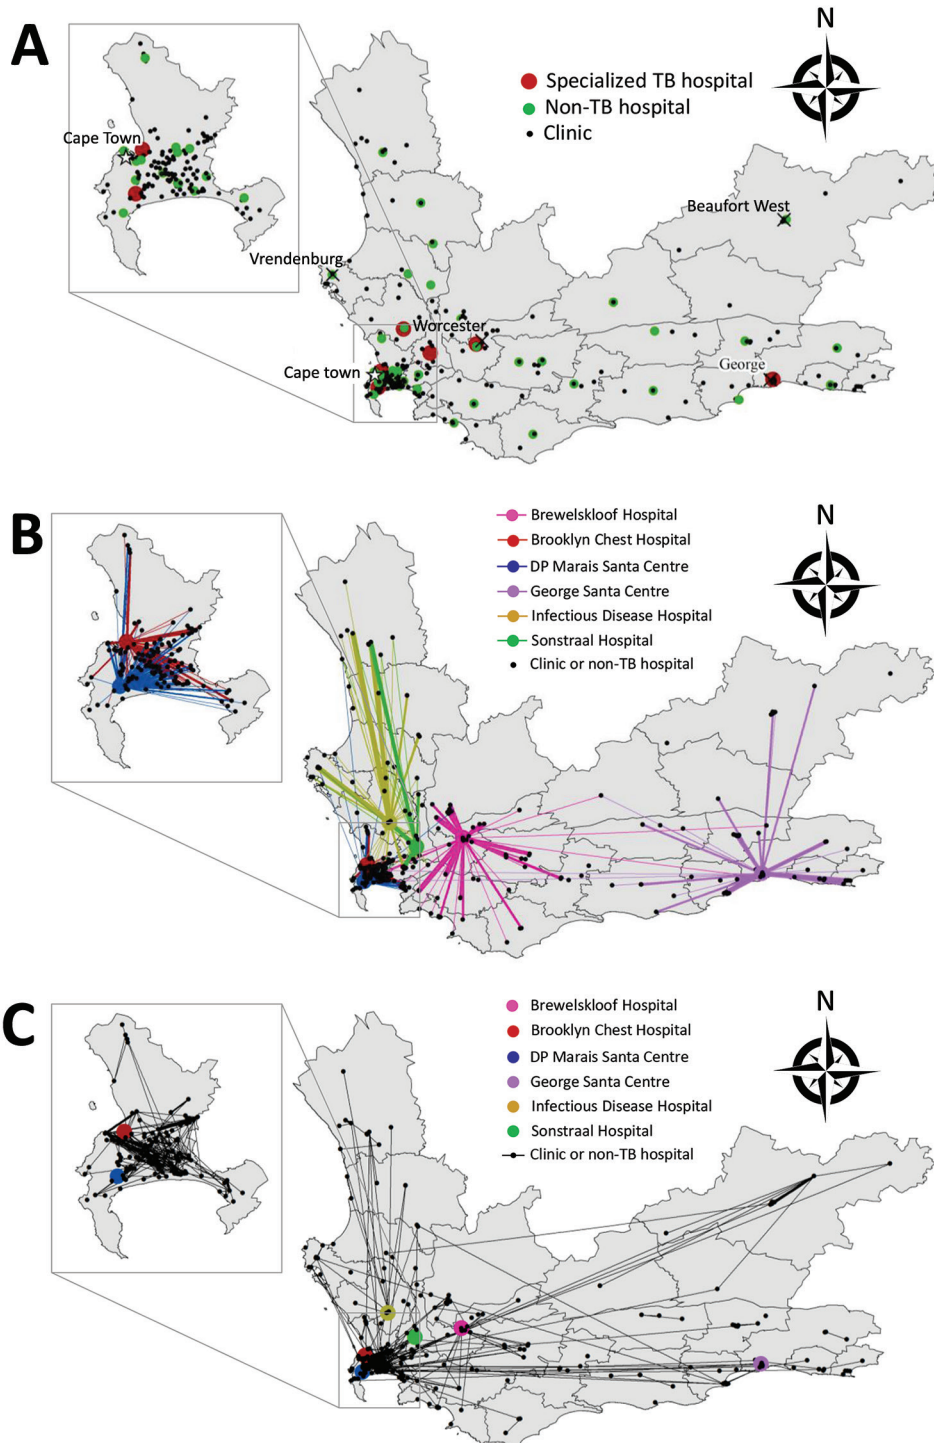 A
N
Specialized TB hospital
Non-TB hospital
Clinic
Cape Town
Beaufort West
Vrendenburg
Worcester
George
Cape town
B
N
Brewelskloof Hospital
Brooklyn Chest Hospital
DP Marais Santa Centre
George Santa Centre
Infectious Disease Hospital
Sonstraal Hospital
Clinic or non-TB hospital
C
N
Brewelskloof Hospital
Brooklyn Chest Hospital
DP Marais Santa Centre
George Santa Centre
Infectious Disease Hospital
Sonstraal Hospital
Clinic or non-TB hospital